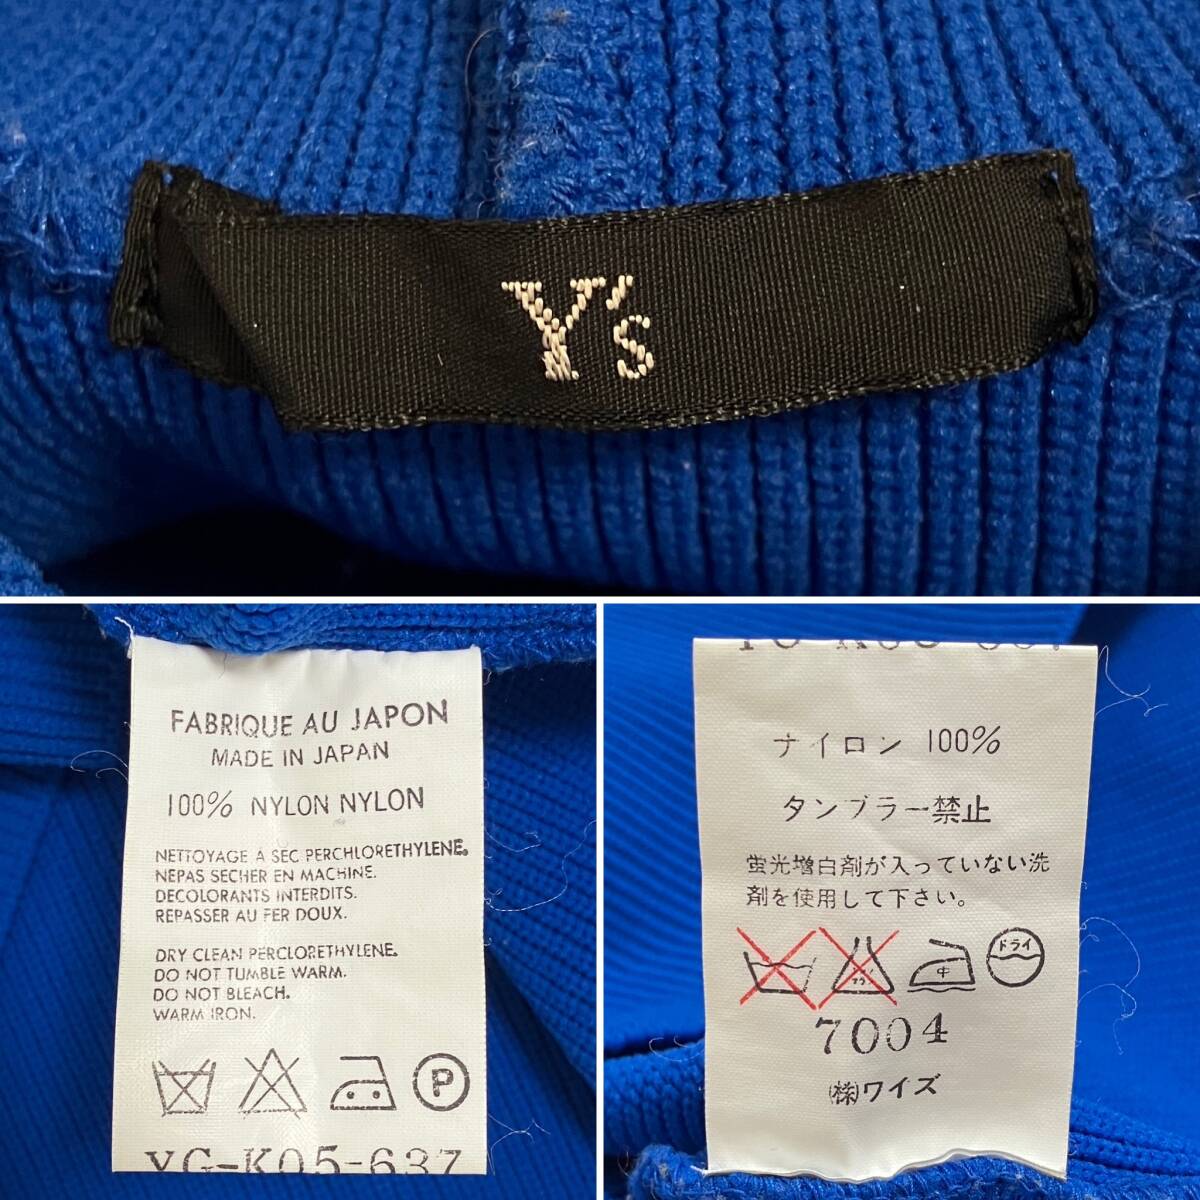 Y's
FABRIQUE AU JAPON
MADE IN JAPAN
100% NYLON NYLON
NETTOYAGE A SEC PERCHLORETHYLENE.
NEPAS SECHER EN MACHINE.
DECOLORANTS INTERDITS.
REPASSER AU FER DOUX.
DRY CLEAN PERCLORETHYLENE.
DO NOT TUMBLE WARM.
DO NOT BLEACH.
WARM IRON.
P
YG-K05-637
ナイロン 100%
タンブラー禁止
蛍光増白剤が入っていない洗
剤を使用して下さい。
中 ドライ
7004
㈱ワイズ